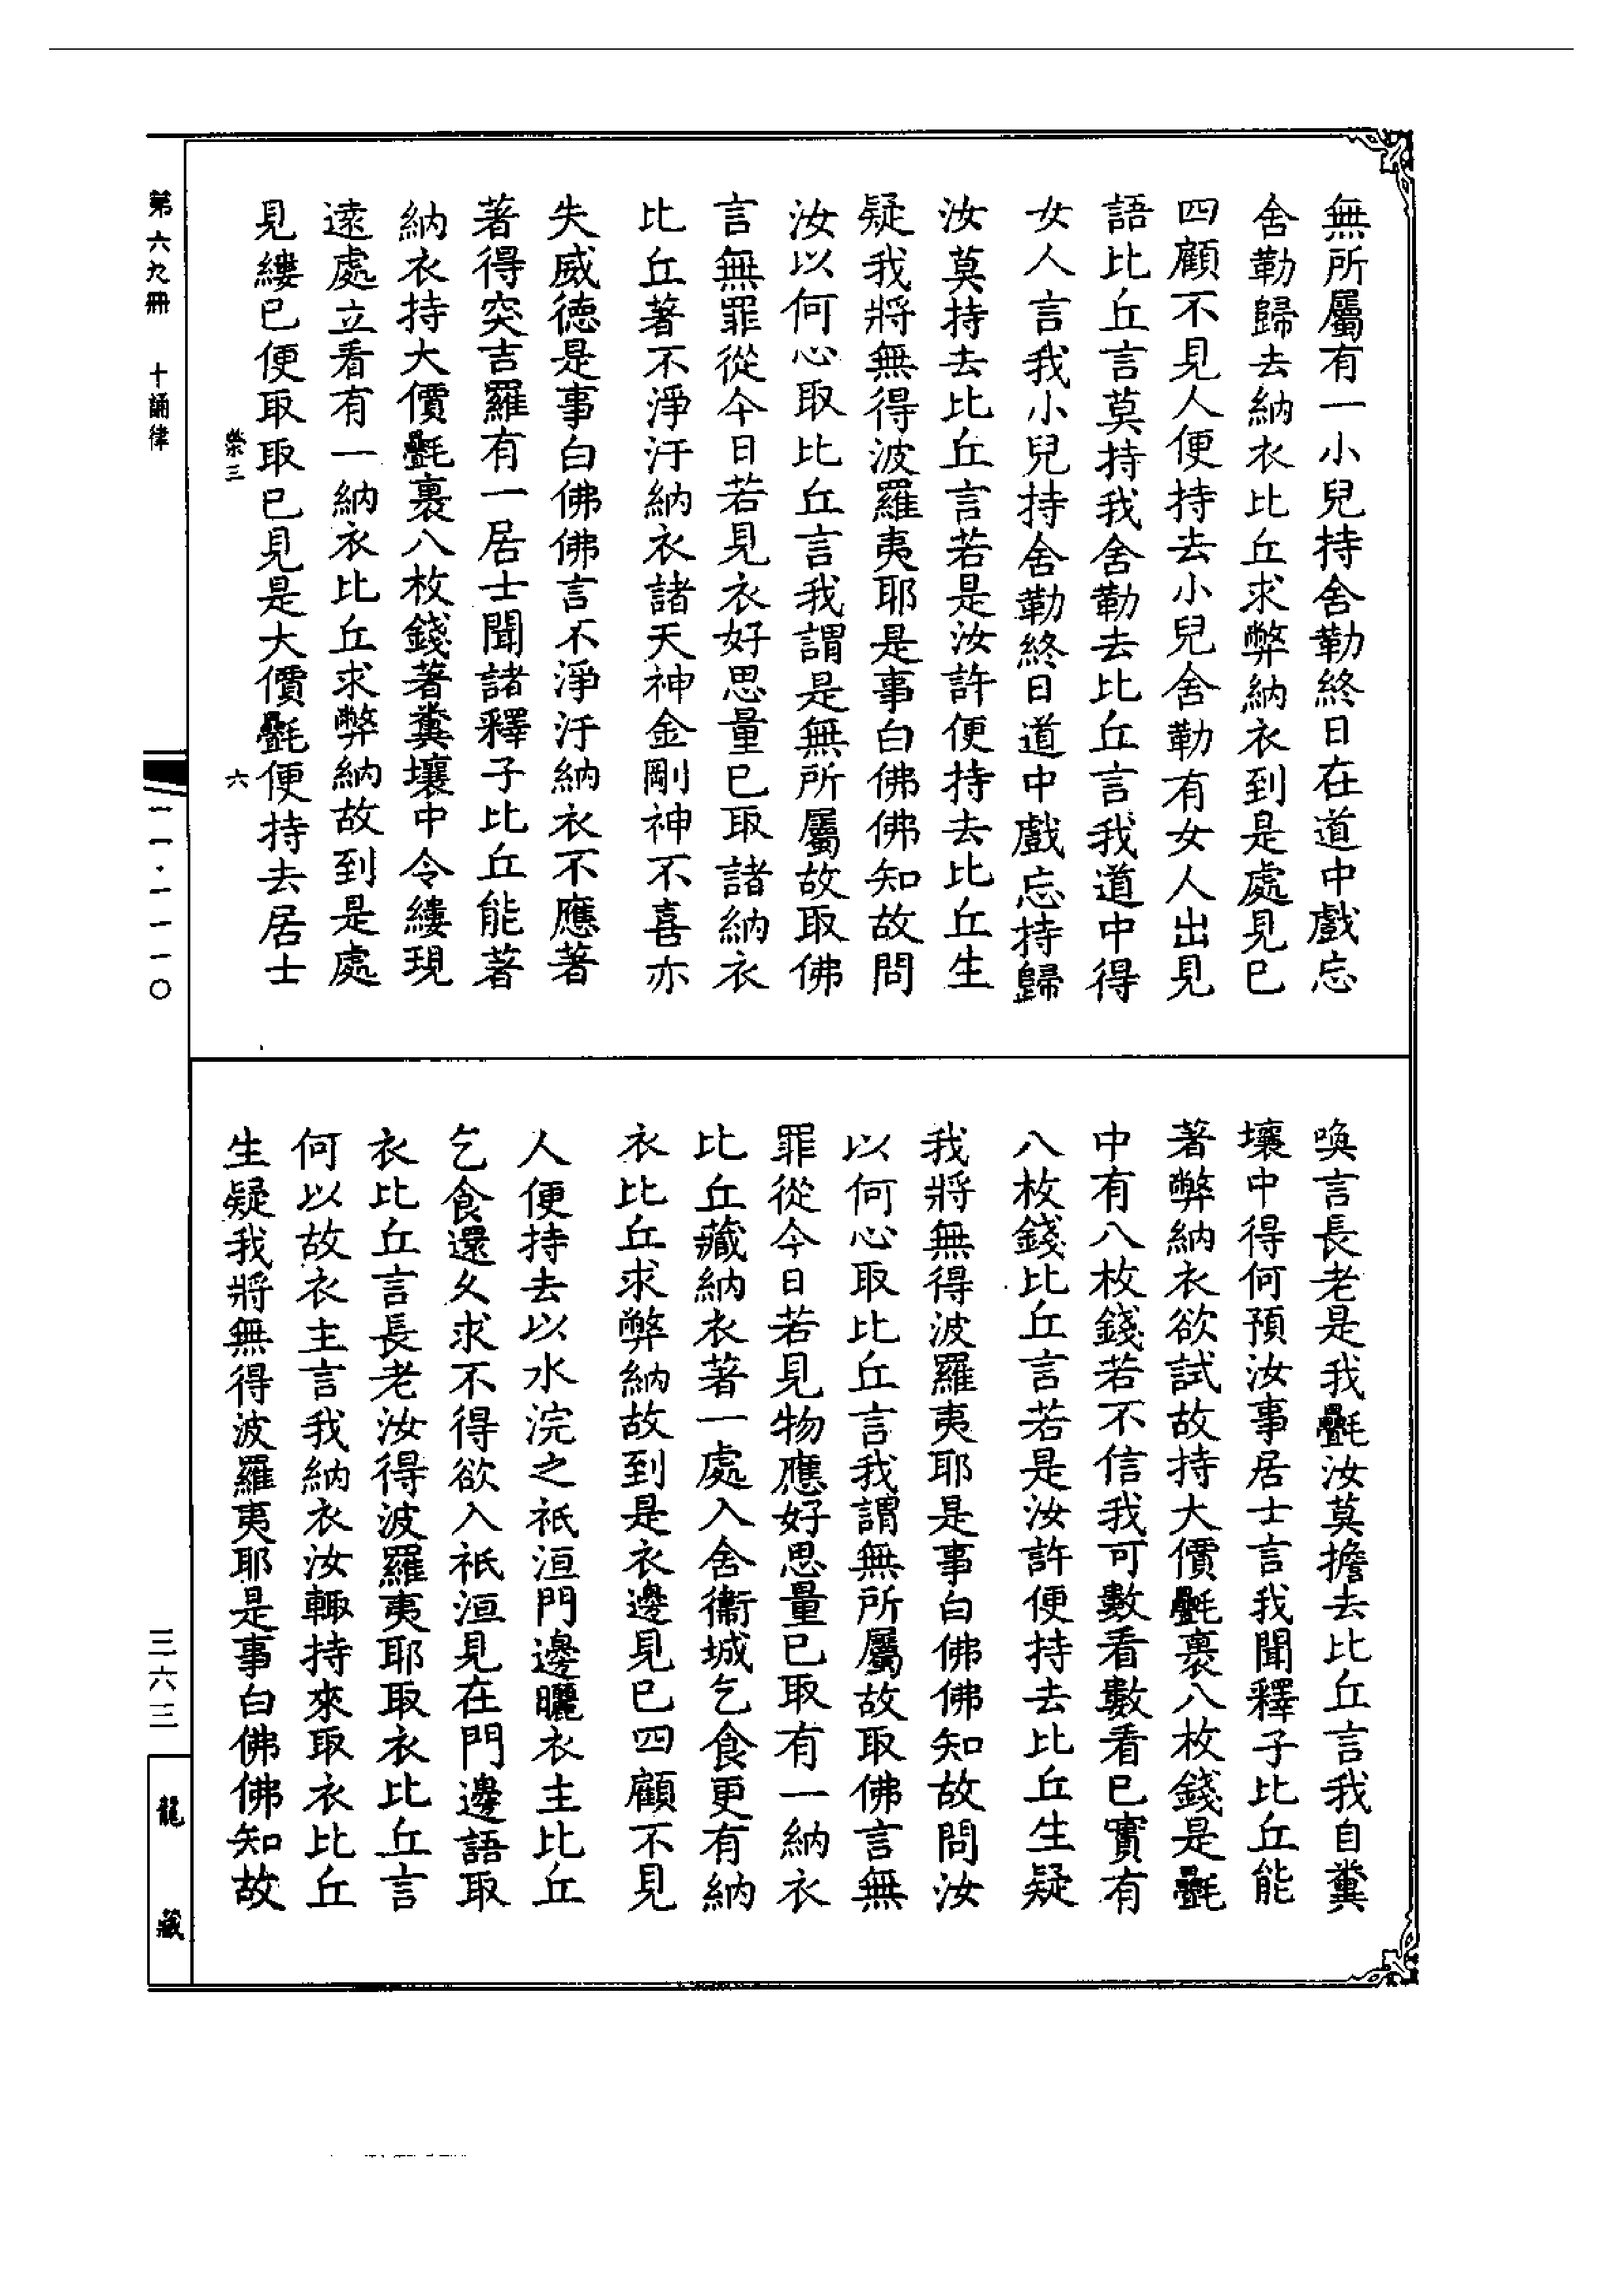 無所屬有一小兒持舍勒終日在道中戲忘
舍勒歸去納衣比丘求弊納衣到是處見已
四顧不見人便持去小兒舍勒有女人出見
語比丘言莫持我舍勒去比丘言我道中得
女人言我小兒持舍勒終日道中戲忘持歸
汝莫持去比丘言若是汝許便持去比丘生
疑我將無得波羅夷耶是事白佛佛知故問
汝以何心取比丘言我謂是無所屬故取佛
言無罪從今日若見衣好思量已取諸納衣
比丘著不淨汙納衣諸天神金剛神不喜亦
失威德是事白佛佛言不淨汙納衣不應著
著得突吉羅有一居士聞諸釋子比丘能著
納衣持大價㲲裹八枚錢著糞壤中令縷現
遠處立看有一納衣比丘求弊納故到是處
見縷已便取取已見是大價㲲便持去居士
喚言長老是我㲲汝莫擔去比丘言我自糞
壤中得何預汝事居士言我聞釋子比丘能
著弊納衣欲試故持大價㲲裹八枚錢是㲲
中有八枚錢若不信我可數看數看已實有
八枚錢比丘言若是汝許便持去比丘生疑
我將無得波羅夷耶是事白佛佛知故問汝
以何心取比丘言我謂無所屬故取佛言無
罪從今日若見物應好思量已取有一納衣
比丘藏納衣著一處入舍衛城乞食更有納
衣比丘求弊納故到是衣邊見已四顧不見
人便持去以水浣之祇洹門邊曬衣主比丘
乞食還久求不得欲入祇洹見在門邊語取
衣比丘言長老汝得波羅夷耶取衣比丘言
何以故衣主言我納衣汝輒持來取衣比丘
生疑我將無得波羅夷耶是事白佛佛知故
第六九冊 十誦律
榮三 六
一一·一一一〇
三六三
龍藏